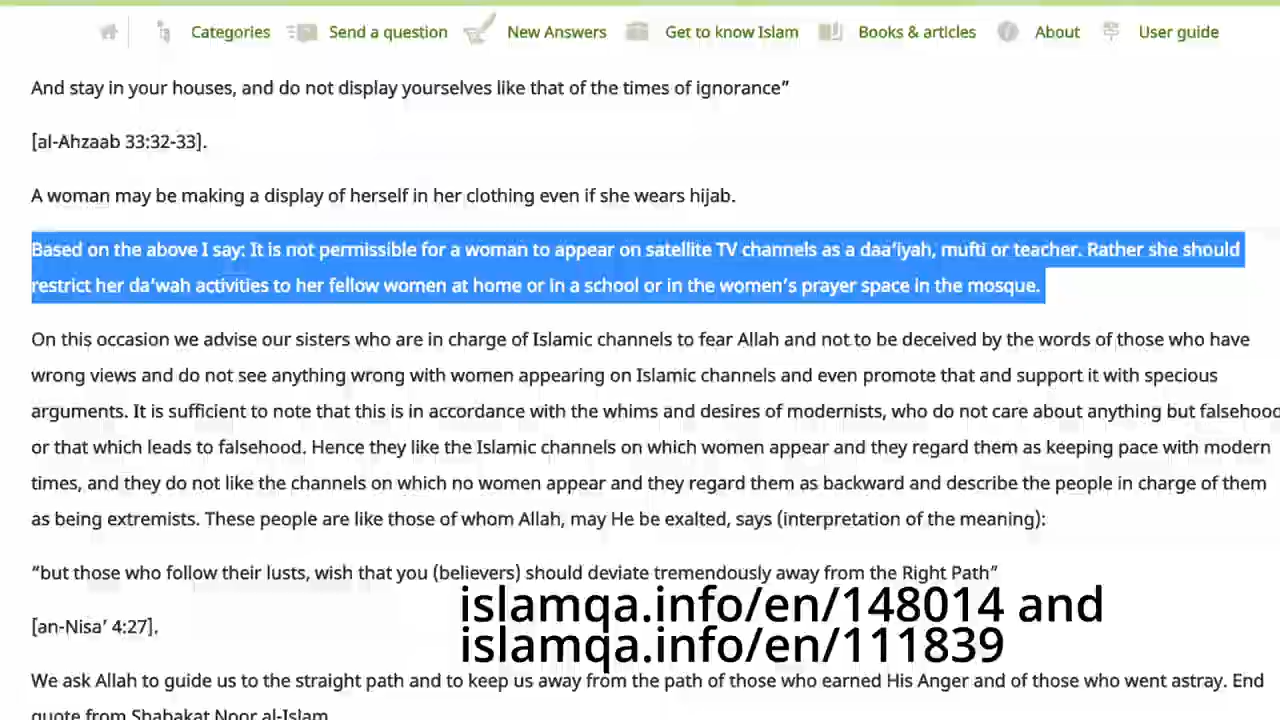 Categories Send a question New Answers Get to know Islam Books & articles About User guide
And stay in your houses, and do not display yourselves like that of the times of ignorance”
[al-Ahzaab 33:32-33].
A woman may be making a display of herself in her clothing even if she wears hijab.
Based on the above I say: It is not permissible for a woman to appear on satellite TV channels as a daa’iyah, mufti or teacher. Rather she should
restrict her da’wah activities to her fellow women at home or in a school or in the women’s prayer space in the mosque.
On this occasion we advise our sisters who are in charge of Islamic channels to fear Allah and not to be deceived by the words of those who have
wrong views and do not see anything wrong with women appearing on Islamic channels and even promote that and support it with specious
arguments. It is sufficient to note that this is in accordance with the whims and desires of modernists, who do not care about anything but falsehood
or that which leads to falsehood. Hence they like the Islamic channels on which women appear and they regard them as keeping pace with modern
times, and they do not like the channels on which no women appear and they regard them as backward and describe the people in charge of them
as being extremists. These people are like those of whom Allah, may He be exalted, says (interpretation of the meaning):
“but those who follow their lusts, wish that you (believers) should deviate tremendously away from the Right Path”
islamqa.info/en/148014 and
[an-Nisa’ 4:27].
islamqa.info/en/111839
We ask Allah to guide us to the straight path and to keep us away from the path of those who earned His Anger and of those who went astray. End
quote from Shabakat Noor al-Islam